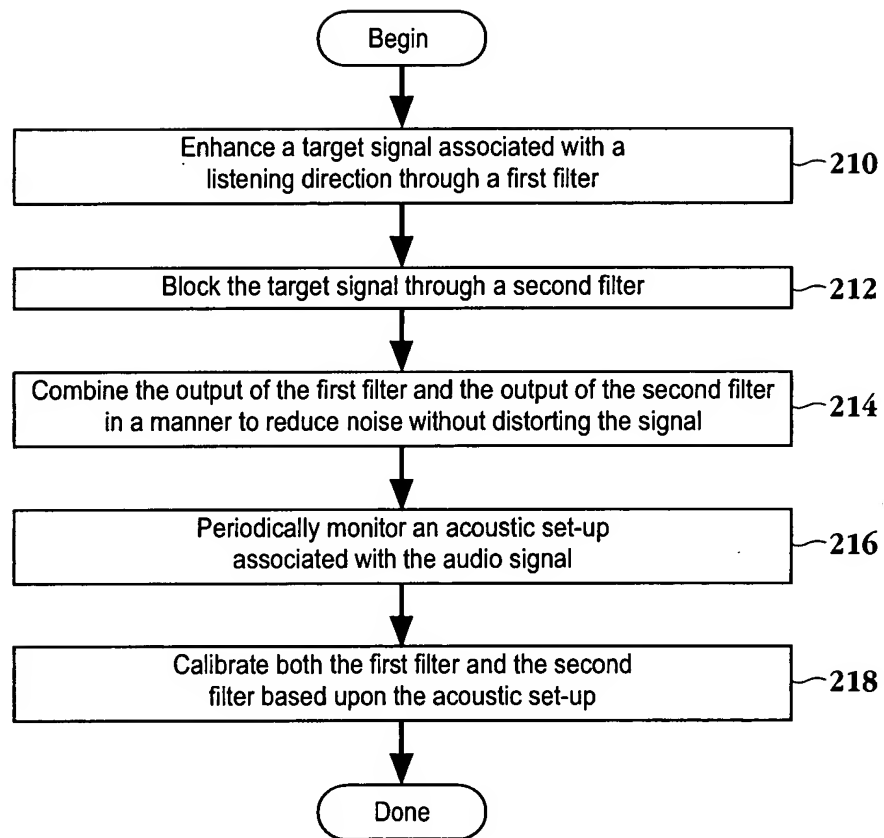 Begin
Enhance a target signal associated with a
listening direction through a first filter
210
Block the target signal through a second filter
212
Combine the output of the first filter and the output of the second filter
in a manner to reduce noise without distorting the signal
214
Periodically monitor an acoustic set-up
associated with the audio signal
216
Calibrate both the first filter and the second
filter based upon the acoustic set-up
218
Done